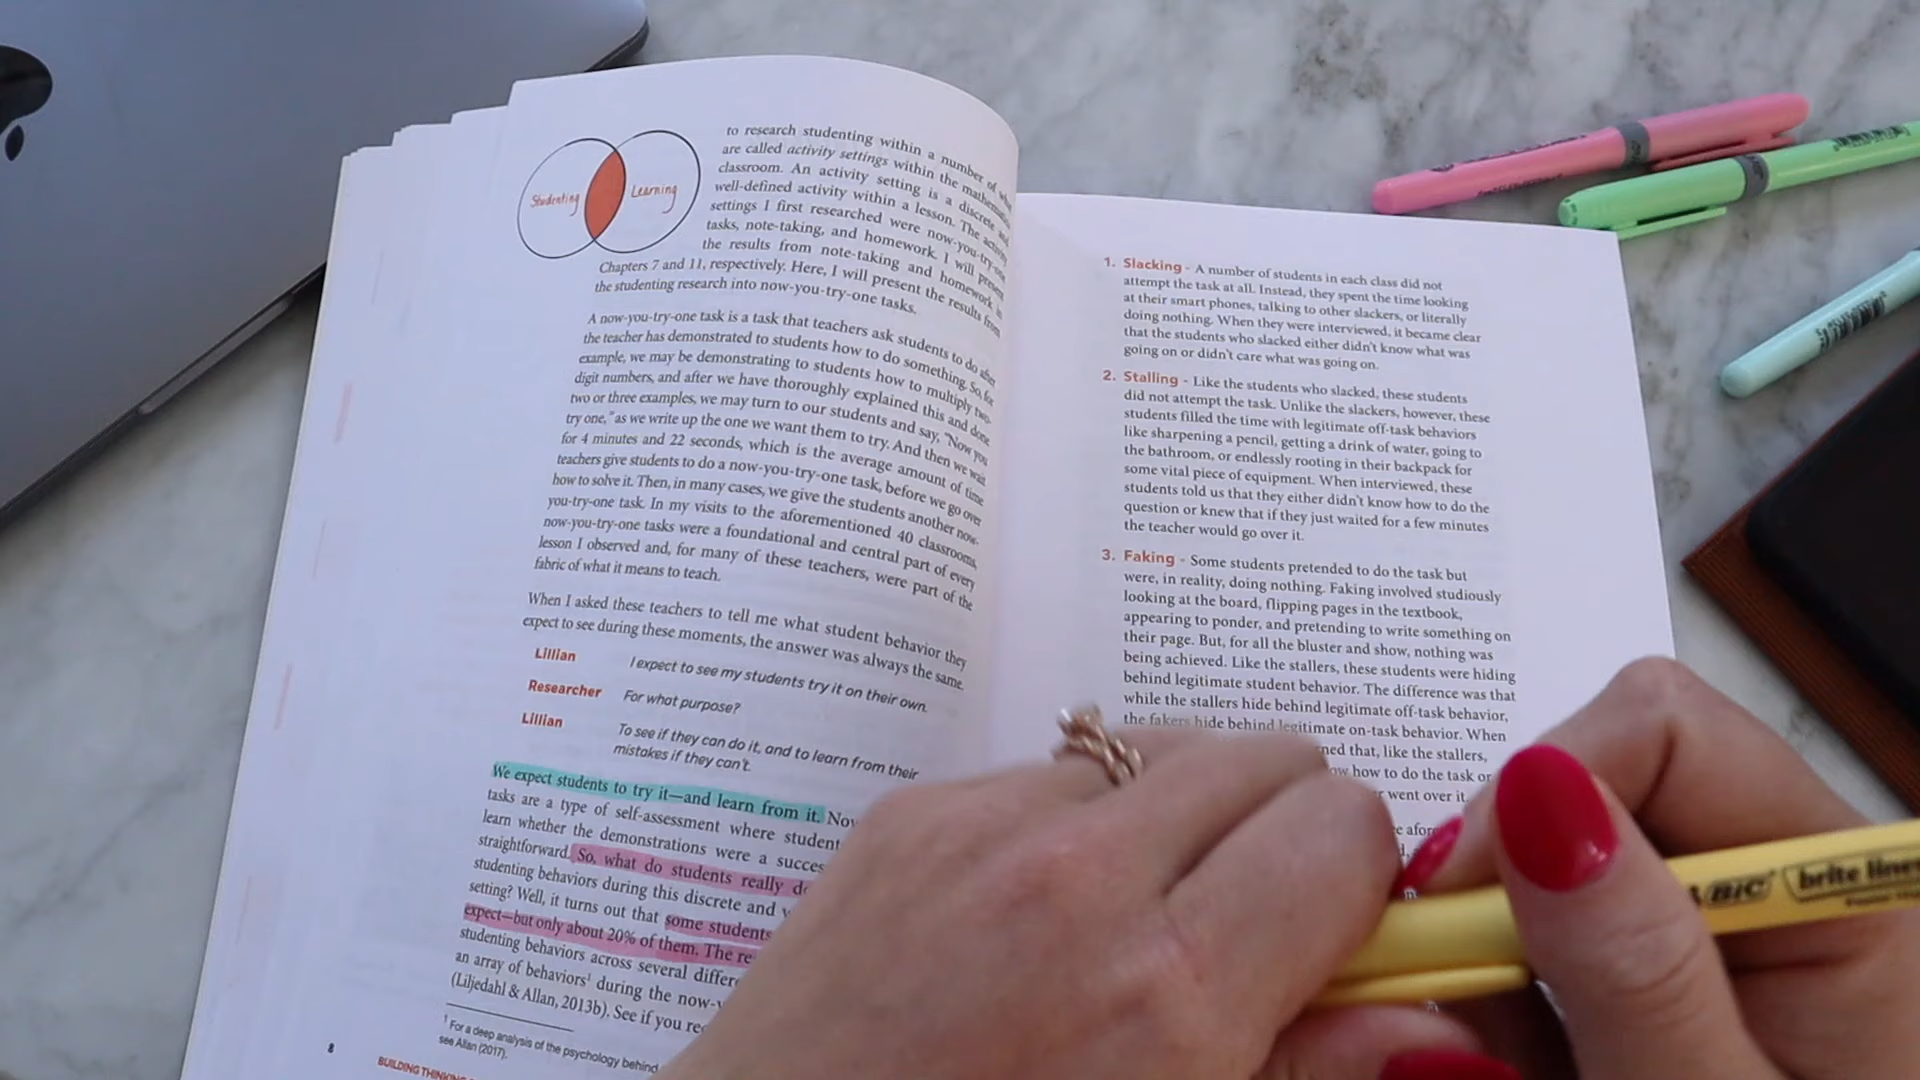 Studenting
Learning
to research studenting within a number of what
are called activity settings within the
classroom. An activity setting is a discrete and
well-defined activity within a lesson. The activity
settings I first researched were now-you-try-one
tasks, note-taking, and homework. I will present
the results from note-taking and homework in
Chapters 7 and 11, respectively. Here, I will present the results from
the studenting research into now-you-try-one tasks.
A now-you-try-one task is a task that teachers ask students to do after
the teacher has demonstrated to students how to do something. So, for
example, we may be demonstrating to students how to multiply two-
digit numbers, and after we have thoroughly explained this and done
two or three examples, we may turn to our students and say, "Now you
try one," as we write up the one we want them to try. And then we wait
for 4 minutes and 22 seconds, which is the average amount of time
teachers give students to do a now-you-try-one task, before we go over
how to solve it. Then, in many cases, we give the students another now-
you-try-one task. In my visits to the aforementioned 40 classrooms,
now-you-try-one tasks were a foundational and central part of every
lesson I observed and, for many of these teachers, were part of the
fabric of what it means to teach.
When I asked these teachers to tell me what student behavior they
expect to see during these moments, the answer was always the same.
Lillian I expect to see my students try it on their own.
Researcher For what purpose?
Lillian To see if they can do it, and to learn from their
mistakes if they can't.
We expect students to try it—and learn from it. Now
tasks are a type of self-assessment where student
learn whether the demonstrations were a succes
straightforward. So, what do students really do
studenting behaviors during this discrete and
setting? Well, it turns out that some students
expect—but only about 20% of them. The re
studenting behaviors across several differe
an array of behaviors¹ during the now-
(Liljedahl & Allan, 2013b). See if you rec
¹ For a deep analysis of the psychology behind
see Allan (2017).
8
BUILDING THINKING
1. Slacking - A number of students in each class did not
attempt the task at all. Instead, they spent the time looking
at their smart phones, talking to other slackers, or literally
doing nothing. When they were interviewed, it became clear
that the students who slacked either didn't know what was
going on or didn't care what was going on.
2. Stalling - Like the students who slacked, these students
did not attempt the task. Unlike the slackers, however, these
students filled the time with legitimate off-task behaviors
like sharpening a pencil, getting a drink of water, going to
the bathroom, or endlessly rooting in their backpack for
some vital piece of equipment. When interviewed, these
students told us that they either didn't know how to do the
question or knew that if they just waited for a few minutes
the teacher would go over it.
3. Faking - Some students pretended to do the task but
were, in reality, doing nothing. Faking involved studiously
looking at the board, flipping pages in the textbook,
appearing to ponder, and pretending to write something on
their page. But, for all the bluster and show, nothing was
being achieved. Like the stallers, these students were hiding
behind legitimate student behavior. The difference was that
while the stallers hide behind legitimate off-task behavior,
the fakers hide behind legitimate on-task behavior. When
ned that, like the stallers,
how to do the task or
went over it.
BIC brite liner